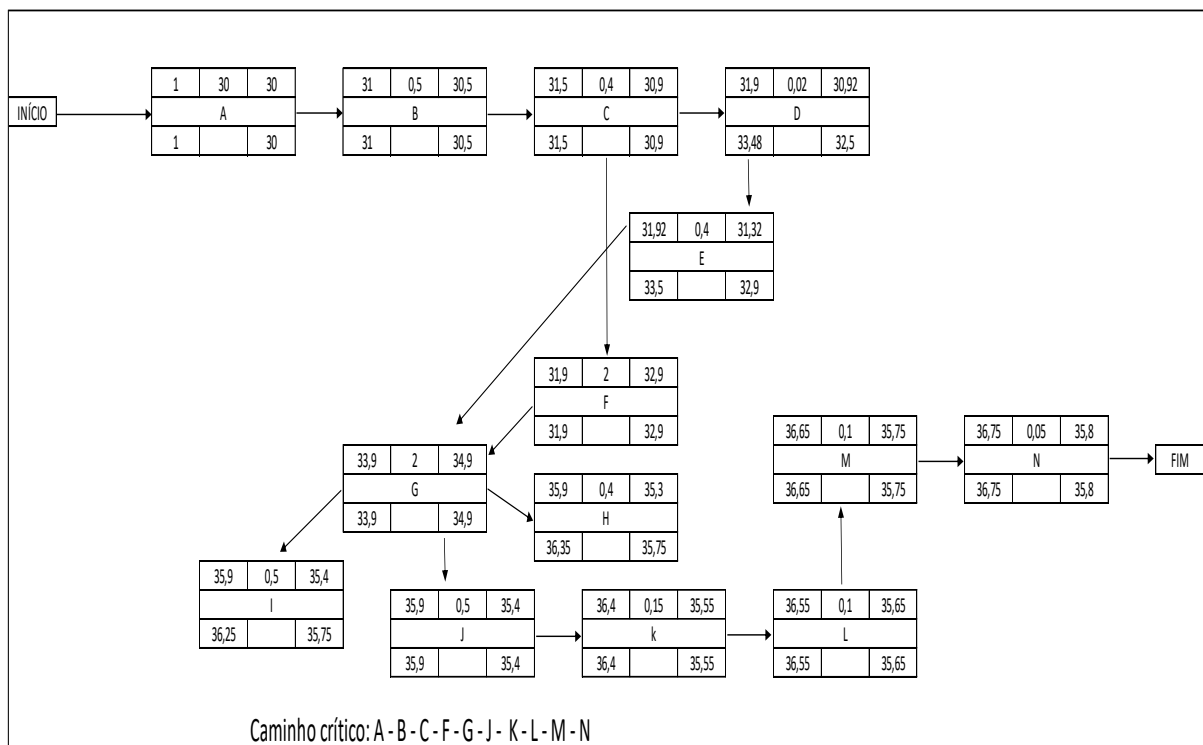 1 30 30
A
1 30
31 0,5 30,5
B
31 30,5
31,5 0,4 30,9
C
31,5 30,9
31,9 0,02 30,92
D
33,48 32,5
INÍCIO
31,92 0,4 31,32
E
33,5 32,9
31,9 2 32,9
F
31,9 32,9
33,9 2 34,9
G
33,9 34,9
35,9 0,4 35,3
H
36,35 35,75
36,65 0,1 35,75
M
36,65 35,75
36,75 0,05 35,8
N
36,75 35,8
FIM
35,9 0,5 35,4
I
36,25 35,75
35,9 0,5 35,4
J
35,9 35,4
36,4 0,15 35,55
k
36,4 35,55
36,55 0,1 35,65
L
36,55 35,65
Caminho crítico: A - B - C - F - G - J - K - L - M - N